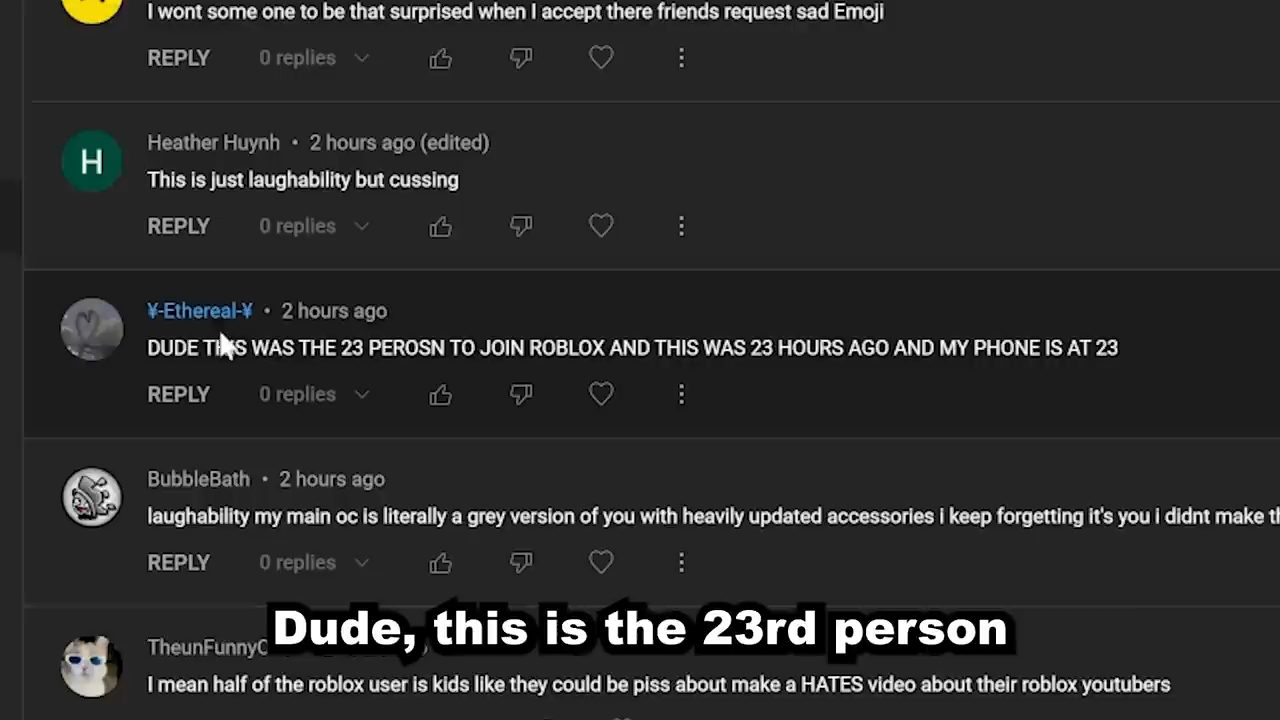 I wont some one to be that surprised when I accept there friends request sad Emoji
REPLY 0 replies
H
Heather Huynh • 2 hours ago (edited)
This is just laughability but cussing
REPLY 0 replies
¥-Ethereal-¥ • 2 hours ago
DUDE THIS WAS THE 23 PEROSN TO JOIN ROBLOX AND THIS WAS 23 HOURS AGO AND MY PHONE IS AT 23
REPLY 0 replies
BubbleBath • 2 hours ago
laughability my main oc is literally a grey version of you with heavily updated accessories i keep forgetting it's you i didnt make
REPLY 0 replies
Dude, this is the 23rd person
I mean half of the roblox user is kids like they could be piss about make a HATES video about their roblox youtubers